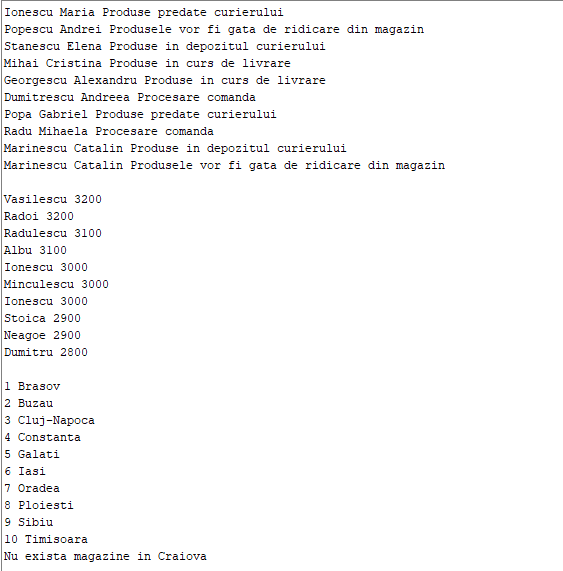 Ionescu Maria Produse predate curierului
Popescu Andrei Produsele vor fi gata de ridicare din magazin
Stanescu Elena Produse in depozitul curierului
Mihai Cristina Produse in curs de livrare
Georgescu Alexandru Produse in curs de livrare
Dumitrescu Andreea Procesare comanda
Popa Gabriel Produse predate curierului
Radu Mihaela Procesare comanda
Marinescu Catalin Produse in depozitul curierului
Marinescu Catalin Produsele vor fi gata de ridicare din magazin
Vasilescu 3200
Radoi 3200
Radulescu 3100
Albu 3100
Ionescu 3000
Minculescu 3000
Ionescu 3000
Stoica 2900
Neagoe 2900
Dumitru 2800
1 Brasov
2 Buzau
3 Cluj-Napoca
4 Constanta
5 Galati
6 Iasi
7 Oradea
8 Ploiesti
9 Sibiu
10 Timisoara
Nu exista magazine in Craiova